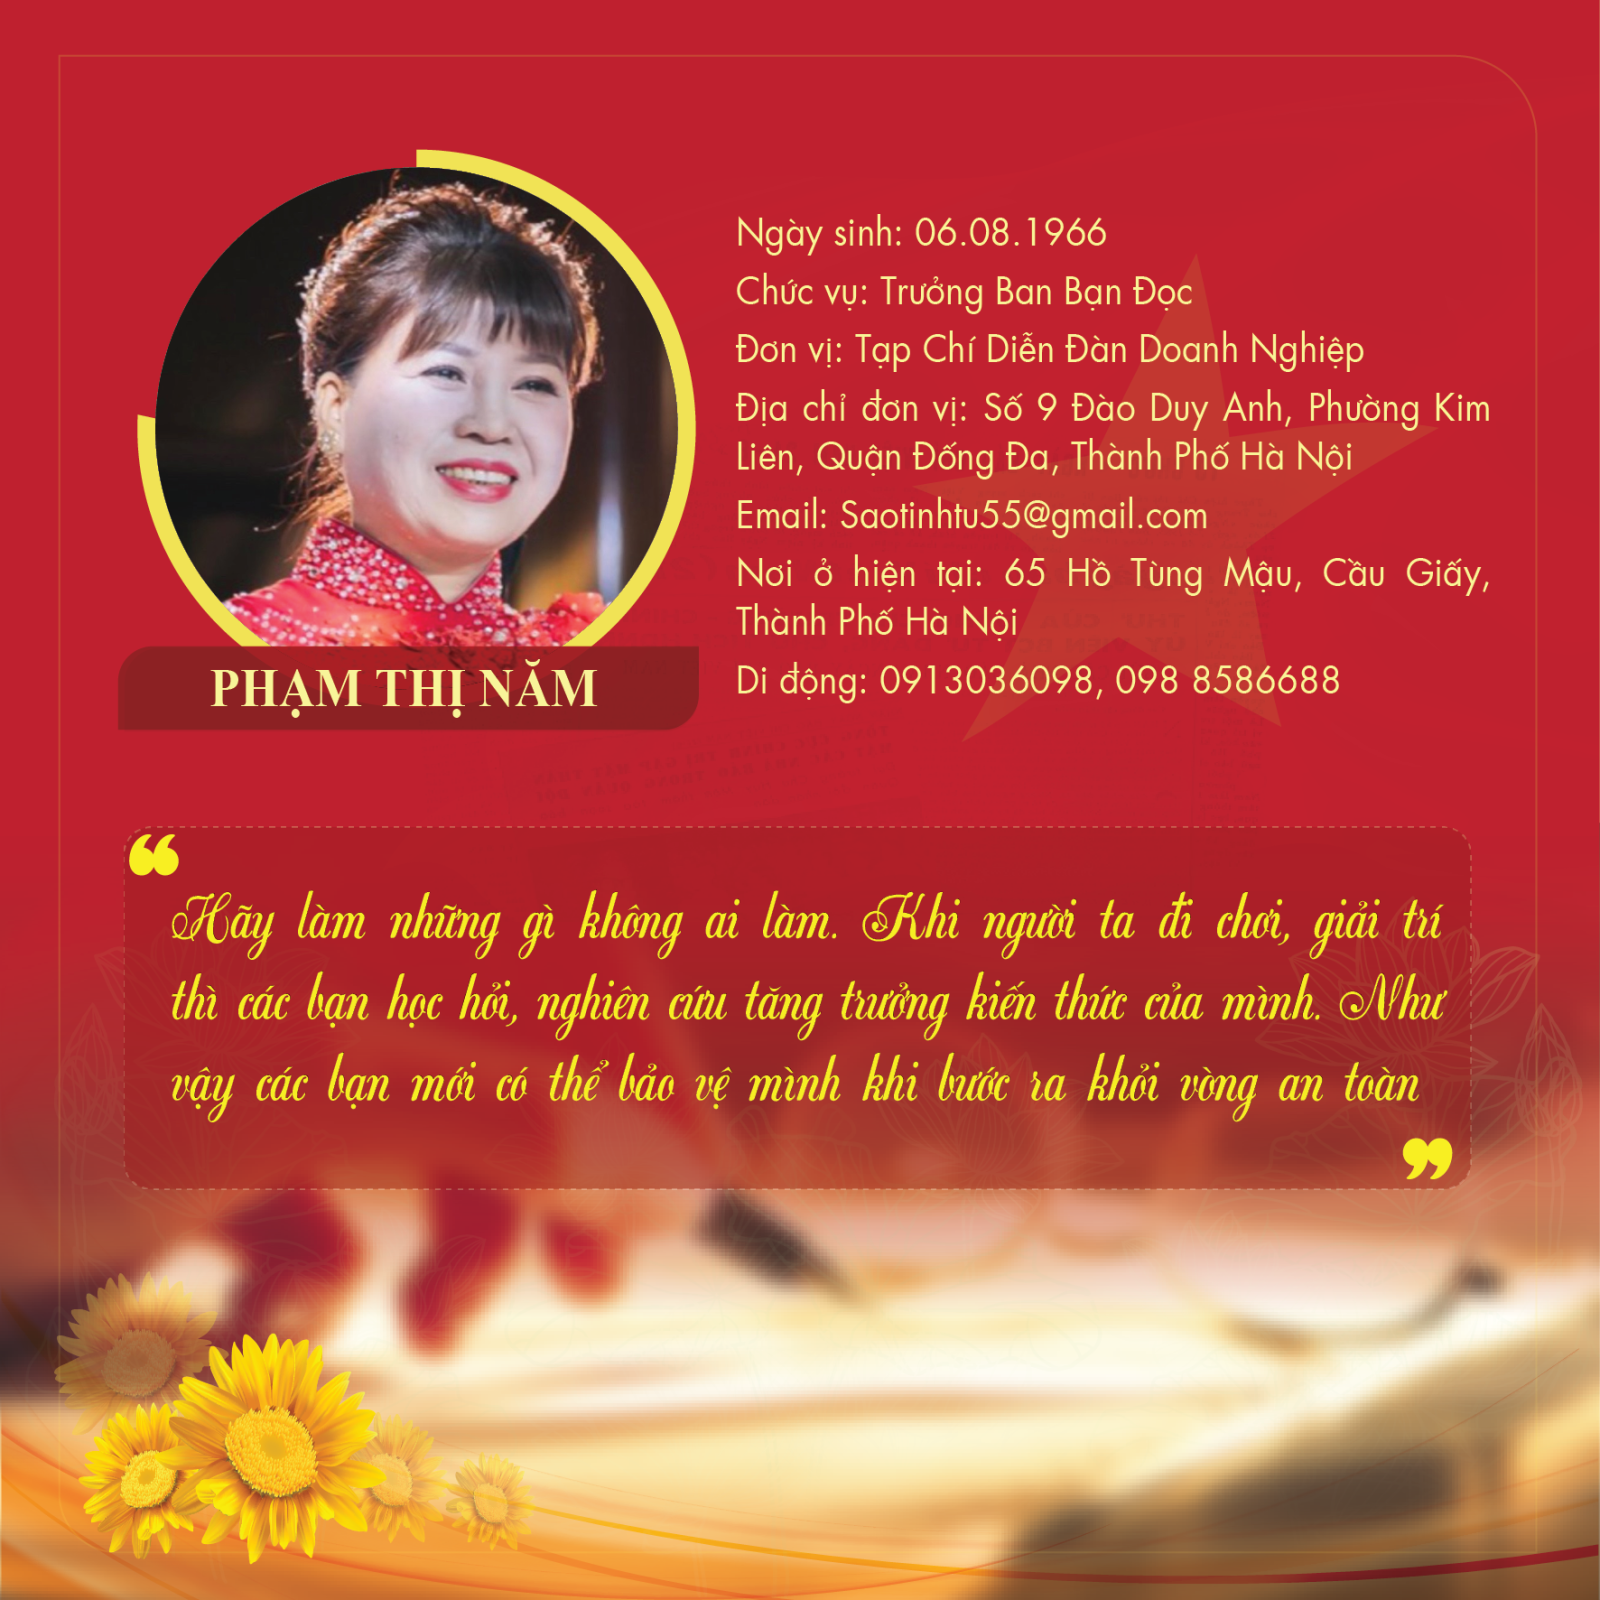 Ngày sinh: 06.08.1966
Chức vụ: Trưởng Ban Bạn Đọc
Đơn vị: Tạp Chí Diễn Đàn Doanh Nghiệp
Địa chỉ đơn vị: Số 9 Đào Duy Anh, Phường Kim
Liên, Quận Đống Đa, Thành Phố Hà Nội
Email: Saotinhtu55@gmail.com
Nơi ở hiện tại: 65 Hồ Tùng Mậu, Cầu Giấy,
Thành Phố Hà Nội
Di động: 0913036098, 098 8586688
PHẠM THỊ NĂM
“
Hãy làm những gì không ai làm. Khi người ta đi chơi, giải trí
thì các bạn học hỏi, nghiên cứu tăng trưởng kiến thức của mình. Như
vậy các bạn mới có thể bảo vệ mình khi bước ra khỏi vòng an toàn
”